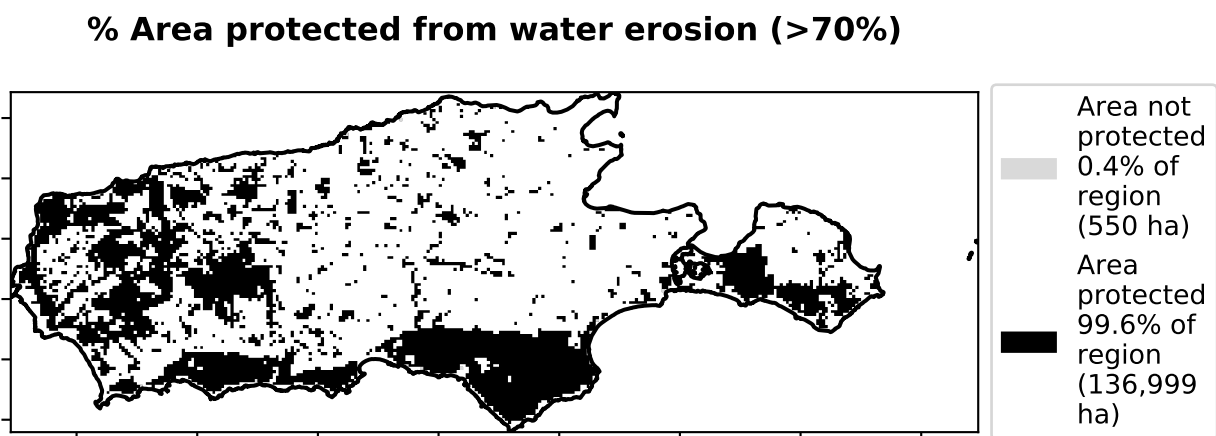 % Area protected from water erosion (>70%)
Area not
protected
0.4% of
region
(550 ha)
Area
protected
99.6% of
region
(136,999
ha)